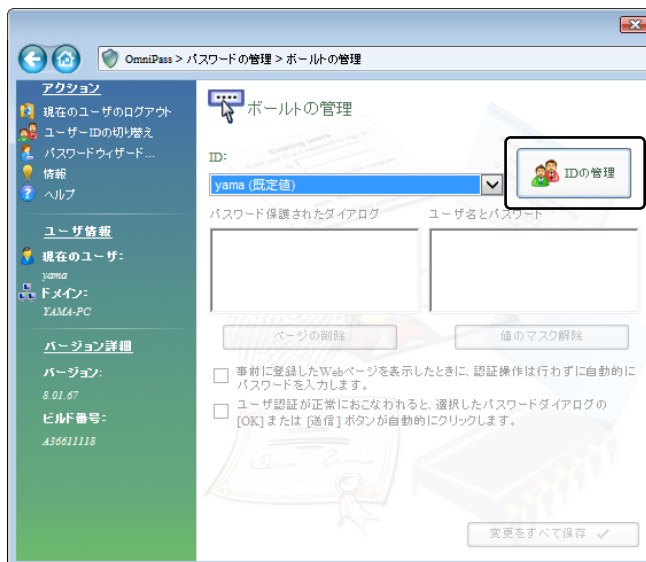 OmniPass > パスワードの管理 > ボールトの管理
アクション
現在のユーザのログアウト
ユーザーIDの切り替え
パスワードウィザード...
情報
ヘルプ
ユーザ情報
現在のユーザ:
yama
ドメイン:
YAMA-PC
バージョン詳細
バージョン:
8.01.67
ビルド番号:
A36611118
ボールトの管理
ID:
yama (既定値)
IDの管理
パスワード保護されたダイアログ
ユーザ名とパスワード
ページの削除
値のマスク解除
事前に登録したWebページを表示したときに、認証操作は行わずに自動的に
パスワードを入力します。
ユーザ認証が正常におこなわれると、選択したパスワードダイアログの
[OK] または [送信] ボタンが自動的にクリックします。
変更をすべて保存